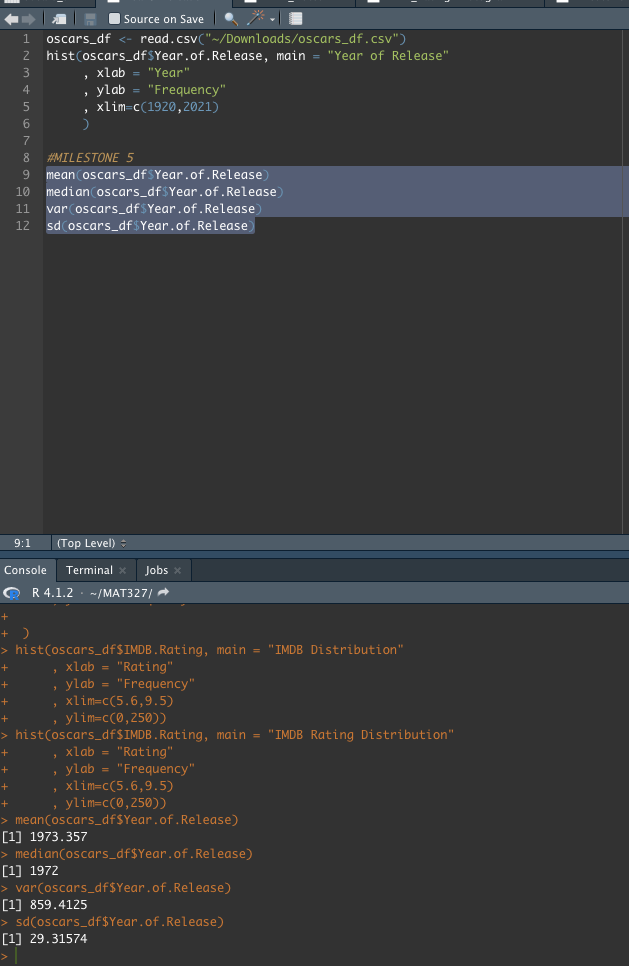 Source on Save
1 oscars_df <- read.csv("~/Downloads/oscars_df.csv")
2 hist(oscars_df$Year.of.Release, main = "Year of Release"
3 , xlab = "Year"
4 , ylab = "Frequency"
5 , xlim=c(1920,2021)
6 )
7
8 #MILESTONE 5
9 mean(oscars_df$Year.of.Release)
10 median(oscars_df$Year.of.Release)
11 var(oscars_df$Year.of.Release)
12 sd(oscars_df$Year.of.Release)
9:1 (Top Level)
Console Terminal Jobs
R 4.1.2 · ~/MAT327/
+
+ )
> hist(oscars_df$IMDB.Rating, main = "IMDB Distribution"
+ , xlab = "Rating"
+ , ylab = "Frequency"
+ , xlim=c(5.6,9.5)
+ , ylim=c(0,250))
> hist(oscars_df$IMDB.Rating, main = "IMDB Rating Distribution"
+ , xlab = "Rating"
+ , ylab = "Frequency"
+ , xlim=c(5.6,9.5)
+ , ylim=c(0,250))
> mean(oscars_df$Year.of.Release)
[1] 1973.357
> median(oscars_df$Year.of.Release)
[1] 1972
> var(oscars_df$Year.of.Release)
[1] 859.4125
> sd(oscars_df$Year.of.Release)
[1] 29.31574
>